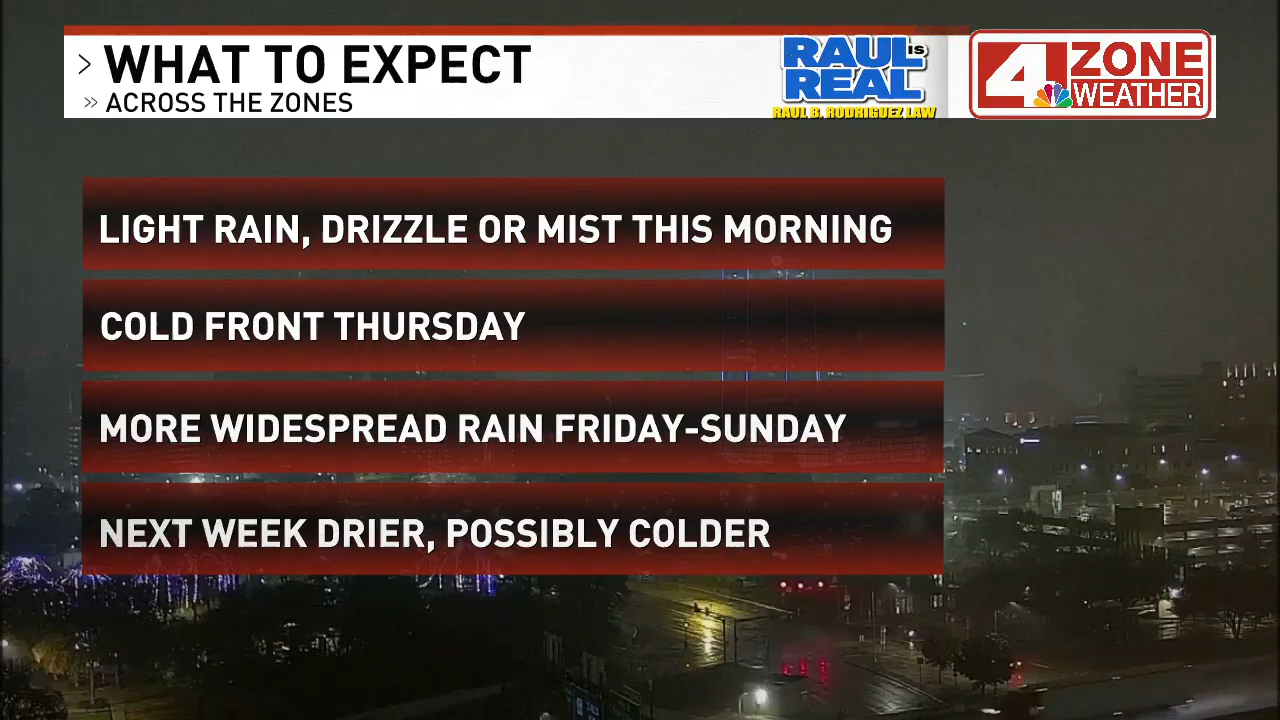 WHAT TO EXPECT
ACROSS THE ZONES
RAUL is
REAL
RAUL B. RODRIGUEZ LAW
4 ZONE
WEATHER
LIGHT RAIN, DRIZZLE OR MIST THIS MORNING
COLD FRONT THURSDAY
MORE WIDESPREAD RAIN FRIDAY-SUNDAY
NEXT WEEK DRIER, POSSIBLY COLDER